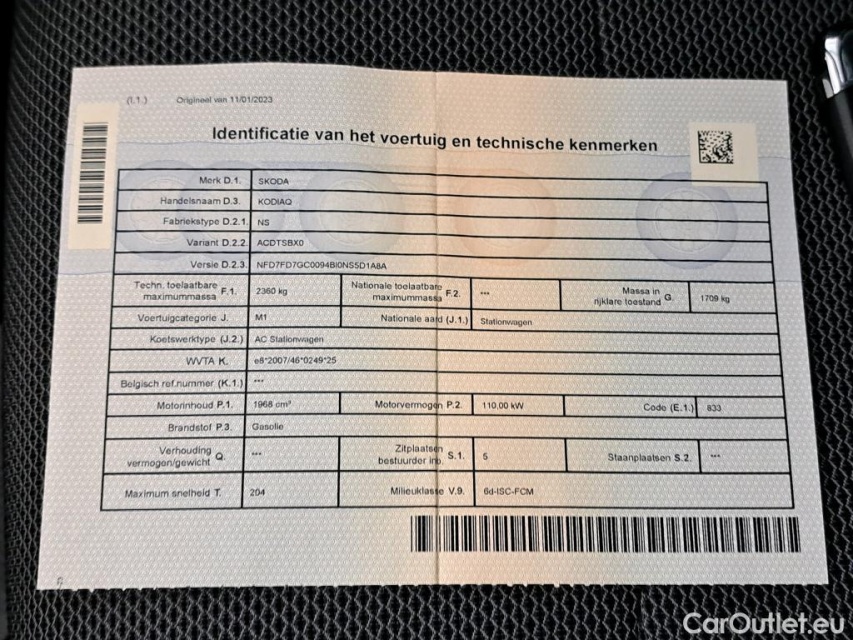 (I.1.) Origineel van 11/01/2023
Identificatie van het voertuig en technische kenmerken
Merk D.1. SKODA
Handelsnaam D.3. KODIAQ
Fabriekstype D.2.1. NS
Variant D.2.2. ACDTSBX0
Versie D.2.3. NFD7FD7GC0094BI0NS5D1A8A
Techn. toelaatbare maximummassa F.1. 2360 kg Nationale toelaatbare maximummassa F.2. *** Massa in rijklare toestand G. 1709 kg
Voertuigcategorie J. M1 Nationale aard (J.1.) Stationwagen
Koetswerktype (J.2.) AC Stationwagen
WVTA K. e8*2007/46*0249*25
Belgisch ref.nummer (K.1.) ***
Motorinhoud P.1. 1968 cm³ Motorvermogen P.2. 110,00 kW Code (E.1.) 833
Brandstof P.3. Gasolie
Verhouding vermogen/gewicht Q. *** Zitplaatsen bestuurder inb. S.1. 5 Staanplaatsen S.2. ***
Maximum snelheid T. 204 Milieuklasse V.9. 6d-ISC-FCM
CarOutlet.eu